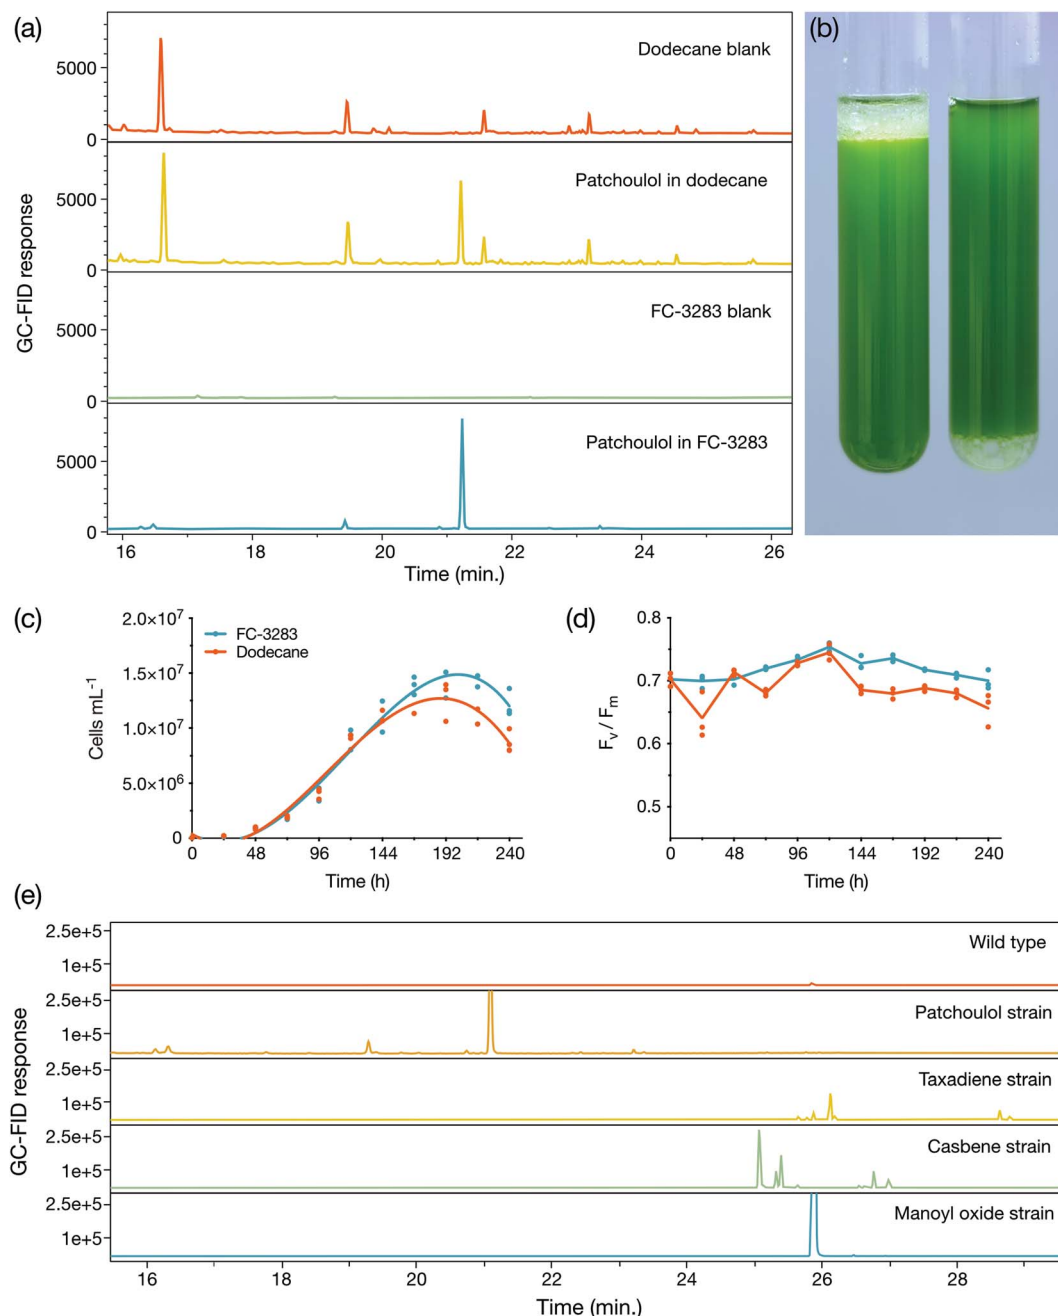 (a)
Dodecane blank
5000
0
Patchoulol in dodecane
5000
0
FC-3283 blank
5000
0
Patchoulol in FC-3283
5000
0
GC-FID response
16 18 20 22 24 26
Time (min.)
(b)
(c)
2.0×10⁷
1.5×10⁷
1.0×10⁷
5.0×10⁶
0
FC-3283
Dodecane
Cells mL⁻¹
0 48 96 144 192 240
Time (h)
(d)
0.8
0.7
0.6
0.5
Fv / Fm
0 48 96 144 192 240
Time (h)
(e)
2.5e+5
1e+5
Wild type
2.5e+5
1e+5
Patchoulol strain
2.5e+5
1e+5
Taxadiene strain
2.5e+5
1e+5
Casbene strain
2.5e+5
1e+5
Manoyl oxide strain
GC-FID response
16 18 20 22 24 26 28
Time (min.)